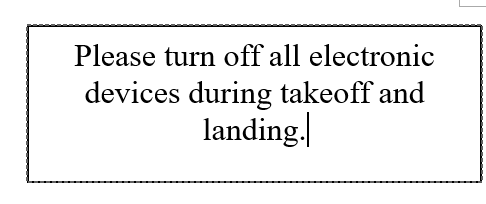 Please turn off all electronic
devices during takeoff and
landing.